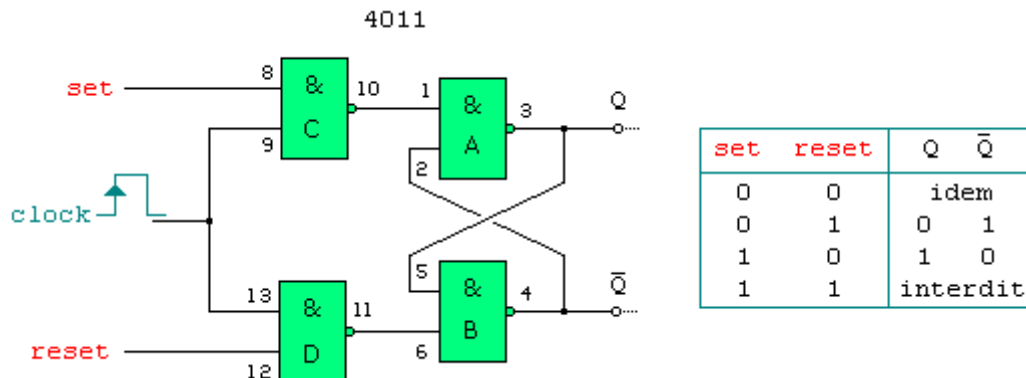 4011
set
8
9
&
C
10
1
2
&
A
3
Q
clock
13
12
&
D
11
5
6
&
B
4
Q̅
reset
set reset Q Q̅
0 0 idem
0 1 0 1
1 0 1 0
1 1 interdit